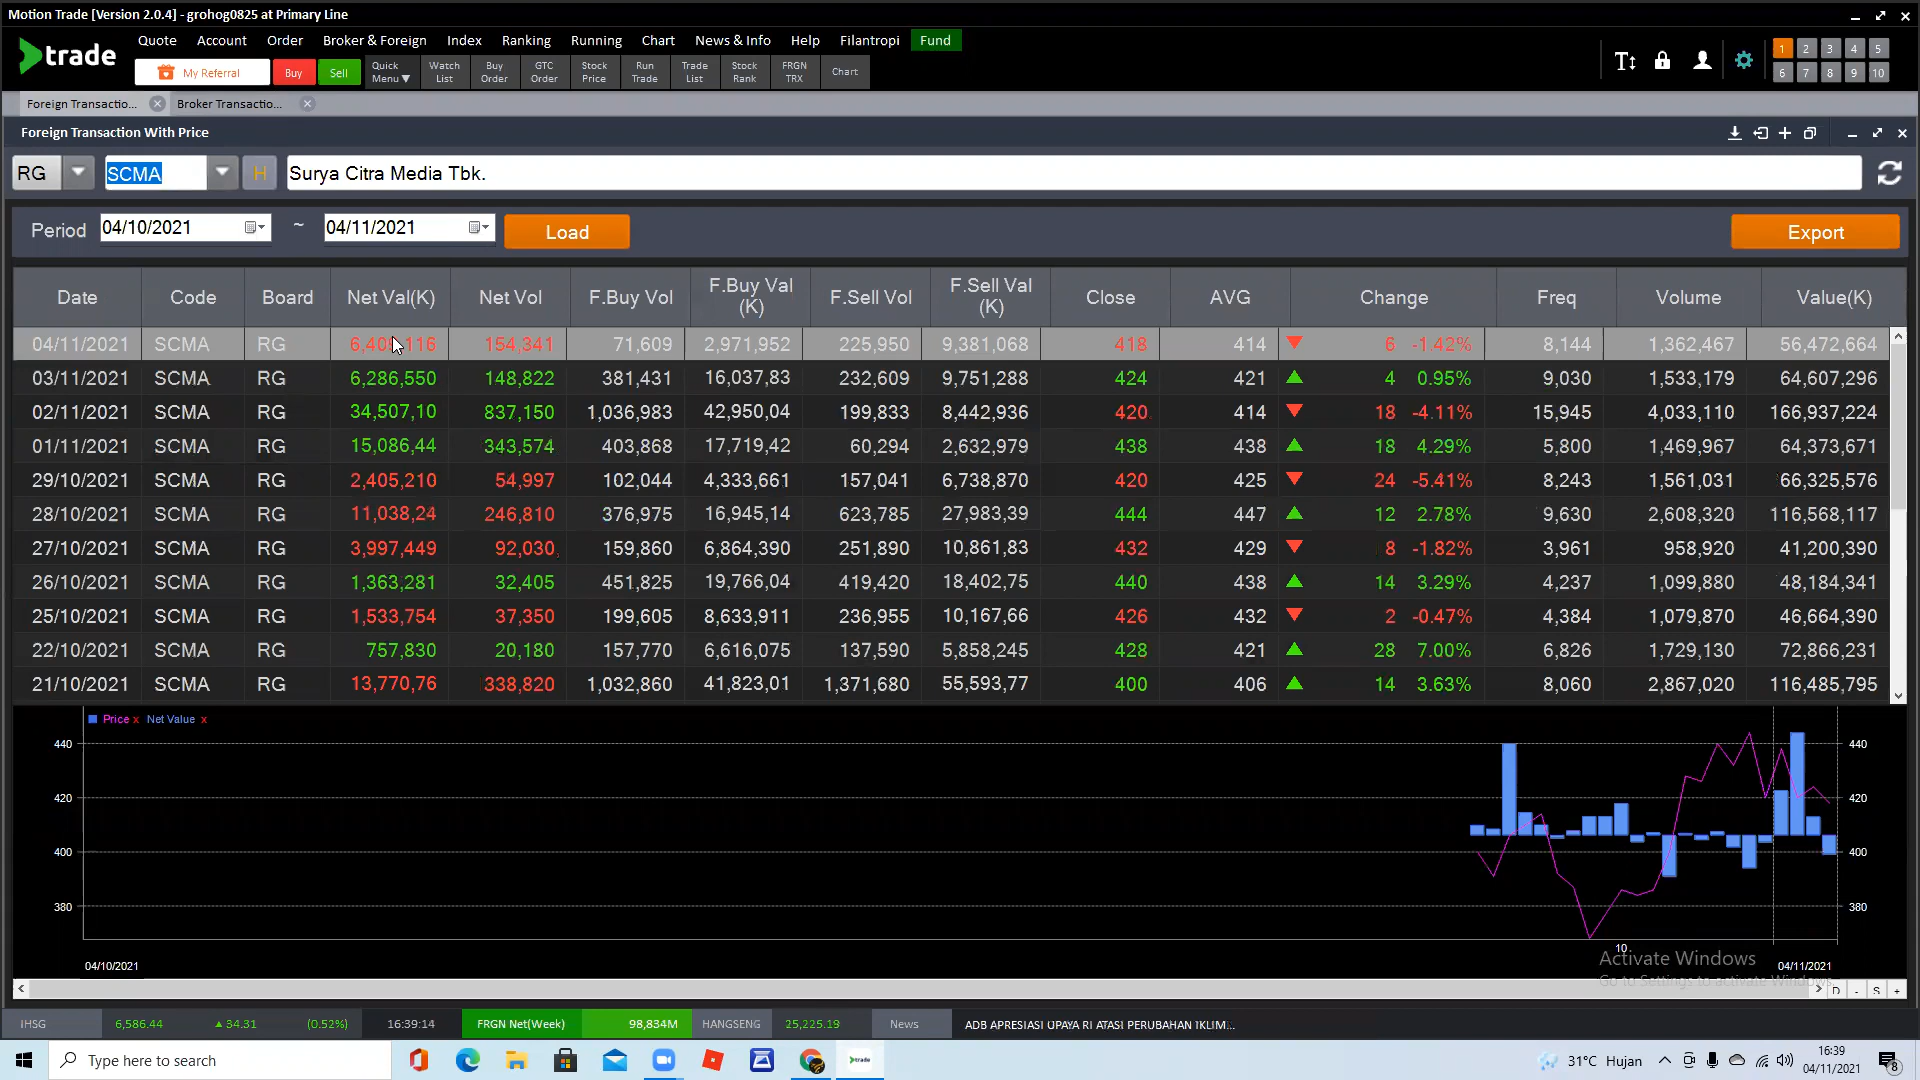 Motion Trade [Version 2.0.4] - grohog0825 at Primary Line
trade
Quote Account Order Broker & Foreign Index Ranking Running Chart News & Info Help Filantropi Fund
My Referral Buy Sell Quick Menu▼ Watch List Buy Order GTC Order Stock Price Run Trade Trade List Stock Rank FRGN TRX Chart
1 2 3 4 5
6 7 8 9 10
Foreign Transactio... Broker Transactio...
Foreign Transaction With Price
RG SCMA H Surya Citra Media Tbk.
Period 04/10/2021 ~ 04/11/2021 Load Export
Date Code Board Net Val(K) Net Vol F.Buy Vol F.Buy Val (K) F.Sell Vol F.Sell Val (K) Close AVG Change Freq Volume Value(K)
04/11/2021 SCMA RG 154,341 71,609 2,971,952 225,950 9,381,068 418 414 ▼ 6 -1.42% 8,144 1,362,467 56,472,664
03/11/2021 SCMA RG 6,286,550 148,822 381,431 16,037,83 232,609 9,751,288 424 421 ▲ 4 0.95% 9,030 1,533,179 64,607,296
02/11/2021 SCMA RG 34,507,10 837,150 1,036,983 42,950,04 199,833 8,442,936 420 414 ▼ 18 -4.11% 15,945 4,033,110 166,937,224
01/11/2021 SCMA RG 15,086,44 343,574 403,868 17,719,42 60,294 2,632,979 438 438 ▲ 18 4.29% 5,800 1,469,967 64,373,671
29/10/2021 SCMA RG 2,405,210 54,997 102,044 4,333,661 157,041 6,738,870 420 425 ▼ 24 -5.41% 8,243 1,561,031 66,325,576
28/10/2021 SCMA RG 11,038,24 246,810 376,975 16,945,14 623,785 27,983,39 444 447 ▲ 12 2.78% 9,630 2,608,320 116,568,117
27/10/2021 SCMA RG 3,997,449 92,030 159,860 6,864,390 251,890 10,861,83 432 429 ▼ 8 -1.82% 3,961 958,920 41,200,390
26/10/2021 SCMA RG 1,363,281 32,405 451,825 19,766,04 419,420 18,402,75 440 438 ▲ 14 3.29% 4,237 1,099,880 48,184,341
25/10/2021 SCMA RG 1,533,754 37,350 199,605 8,633,911 236,955 10,167,66 426 432 ▼ 2 -0.47% 4,384 1,079,870 46,664,390
22/10/2021 SCMA RG 757,830 20,180 157,770 6,616,075 137,590 5,858,245 428 421 ▲ 28 7.00% 6,826 1,729,130 72,866,231
21/10/2021 SCMA RG 13,770,76 338,820 1,032,860 41,823,01 1,371,680 55,593,77 400 406 ▲ 14 3.63% 8,060 2,867,020 116,485,795
Price x Net Value x
440 440
420 420
400 400
380 380
10
04/10/2021 04/11/2021
Activate Windows
Go to Settings to activate Windows.
D - S +
IHSG 6,586.44 ▲ 34.31 (0.52%) 16:39:14 FRGN Net(Week) 98,834M HANGSENG 25,225.19 News ADB APRESIASI UPAYA RI ATASI PERUBAHAN IKLIM...
Type here to search trade 31°C Hujan 16:39
04/11/2021 8